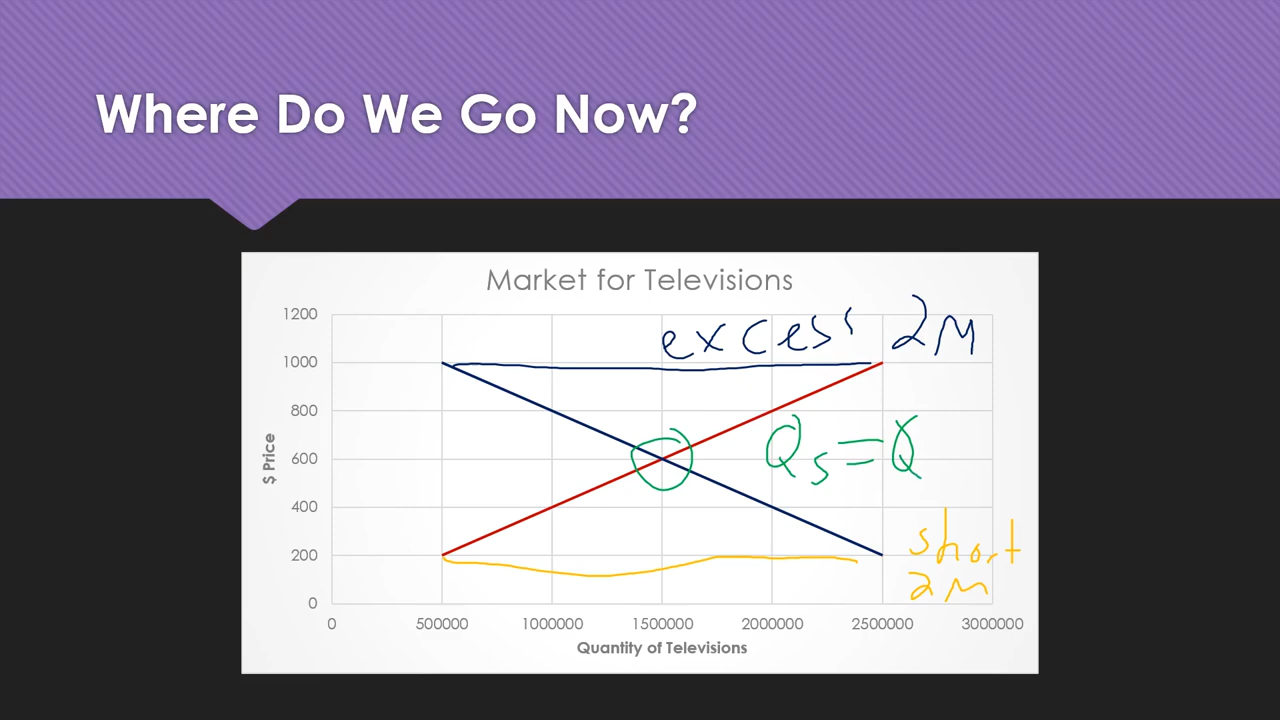 Where Do We Go Now?
Market for Televisions
1200
excess 2M
1000
800
Qs=Q
600
400
short
200
2M
0
0 500000 1000000 1500000 2000000 2500000 3000000
$ Price
Quantity of Televisions